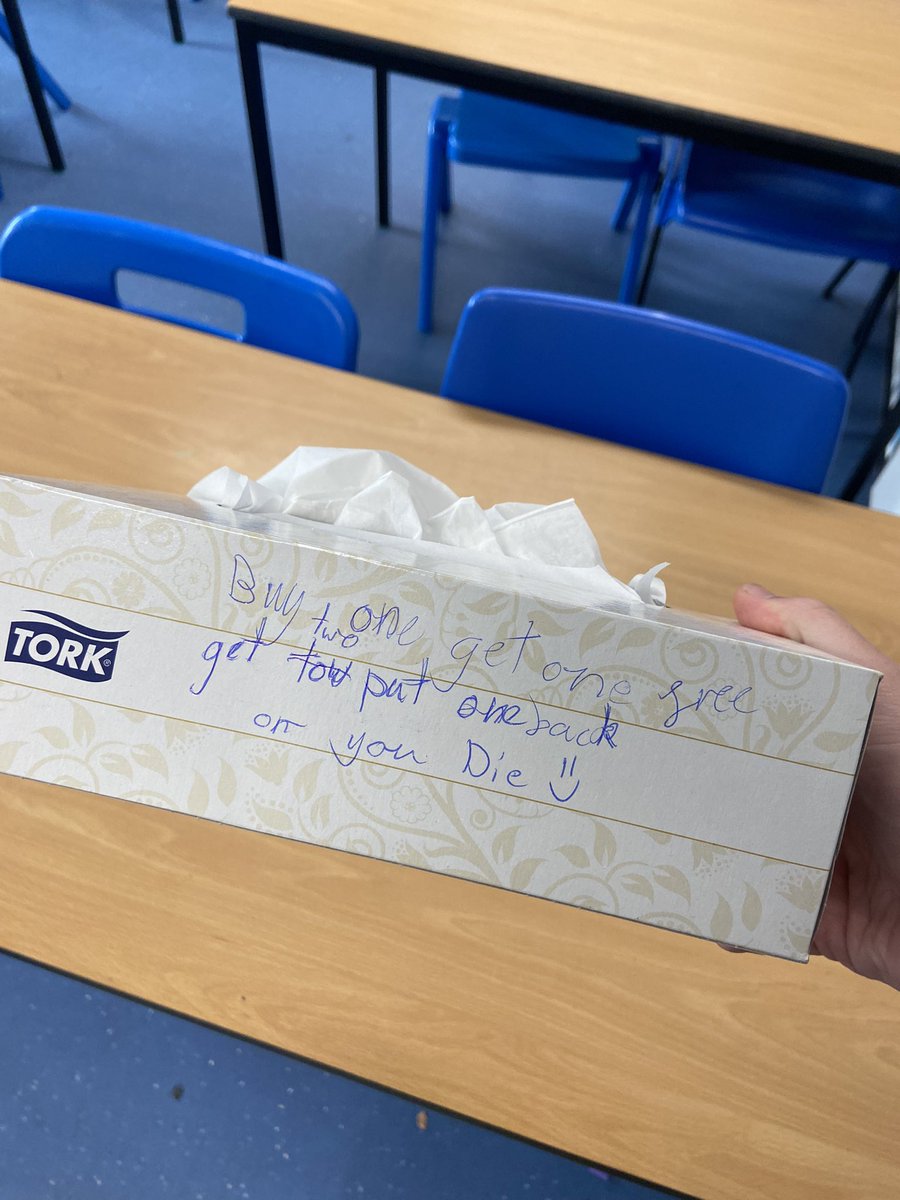 TORK
Buy one get one free
two
get tow put one back
or you Die